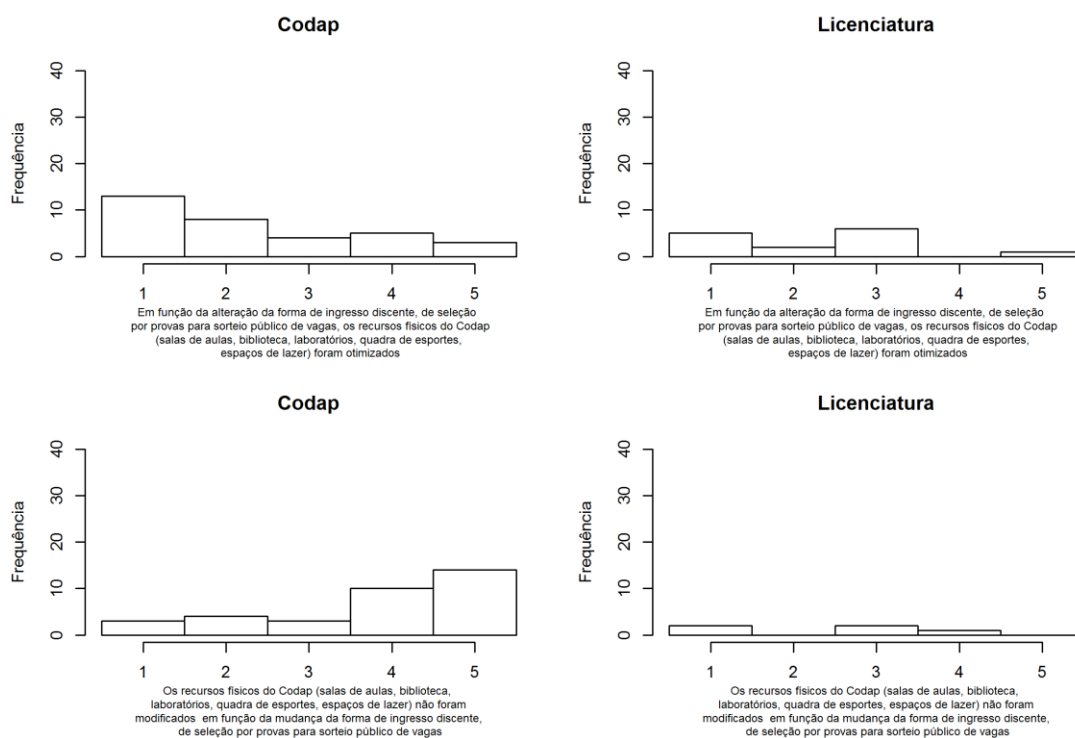 Codap
40
30
20
10
0
Frequência
1 2 3 4 5
Em função da alteração da forma de ingresso discente, de seleção
por provas para sorteio público de vagas, os recursos físicos do Codap
(salas de aulas, biblioteca, laboratórios, quadra de esportes,
espaços de lazer) foram otimizados
Licenciatura
40
30
20
10
0
Frequência
1 2 3 4 5
Em função da alteração da forma de ingresso discente, de seleção
por provas para sorteio público de vagas, os recursos físicos do Codap
(salas de aulas, biblioteca, laboratórios, quadra de esportes,
espaços de lazer) foram otimizados
Codap
40
30
20
10
0
Frequência
1 2 3 4 5
Os recursos físicos do Codap (salas de aulas, biblioteca,
laboratórios, quadra de esportes, espaços de lazer) não foram
modificados em função da mudança da forma de ingresso discente,
de seleção por provas para sorteio público de vagas
Licenciatura
40
30
20
10
0
Frequência
1 2 3 4 5
Os recursos físicos do Codap (salas de aulas, biblioteca,
laboratórios, quadra de esportes, espaços de lazer) não foram
modificados em função da mudança da forma de ingresso discente,
de seleção por provas para sorteio público de vagas